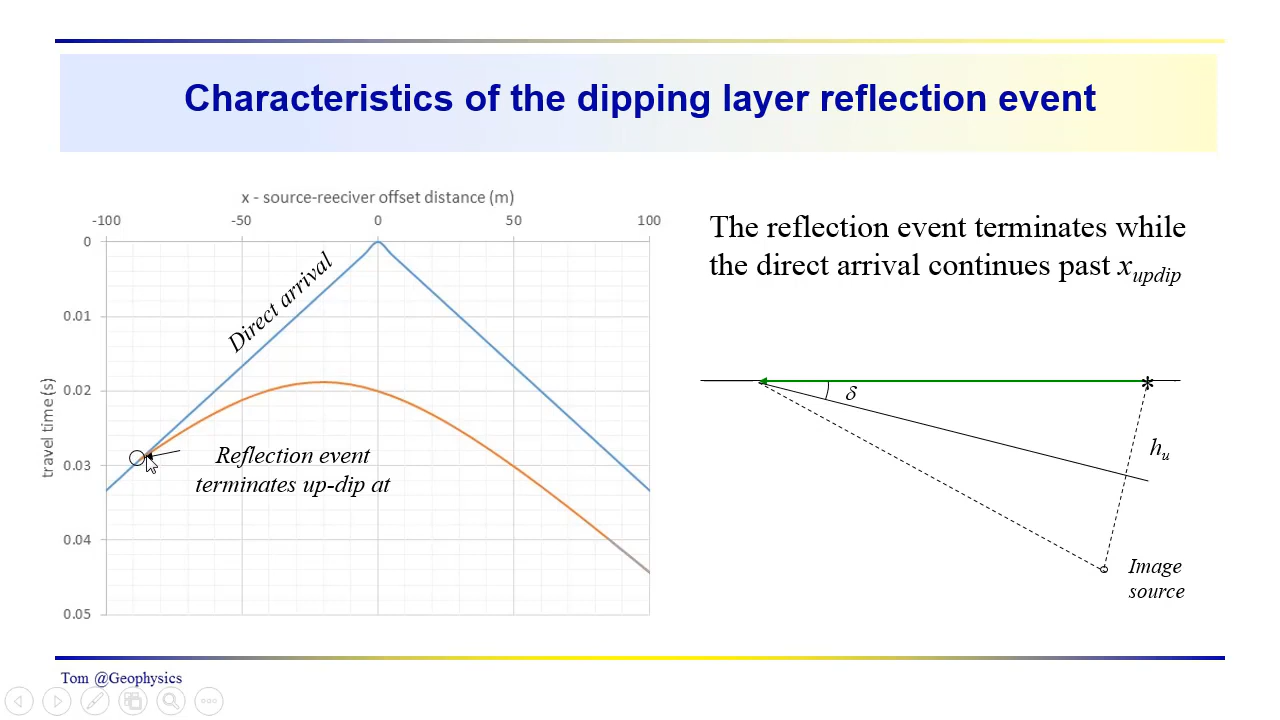 Characteristics of the dipping layer reflection event
x - source-reeciver offset distance (m)
-100 -50 0 50 100
0
0.01
0.02
0.03
0.04
0.05
travel time (s)
Direct arrival
Reflection event
terminates up-dip at
The reflection event terminates while
the direct arrival continues past xupdip
δ
*
hu
Image
source
Tom @Geophysics